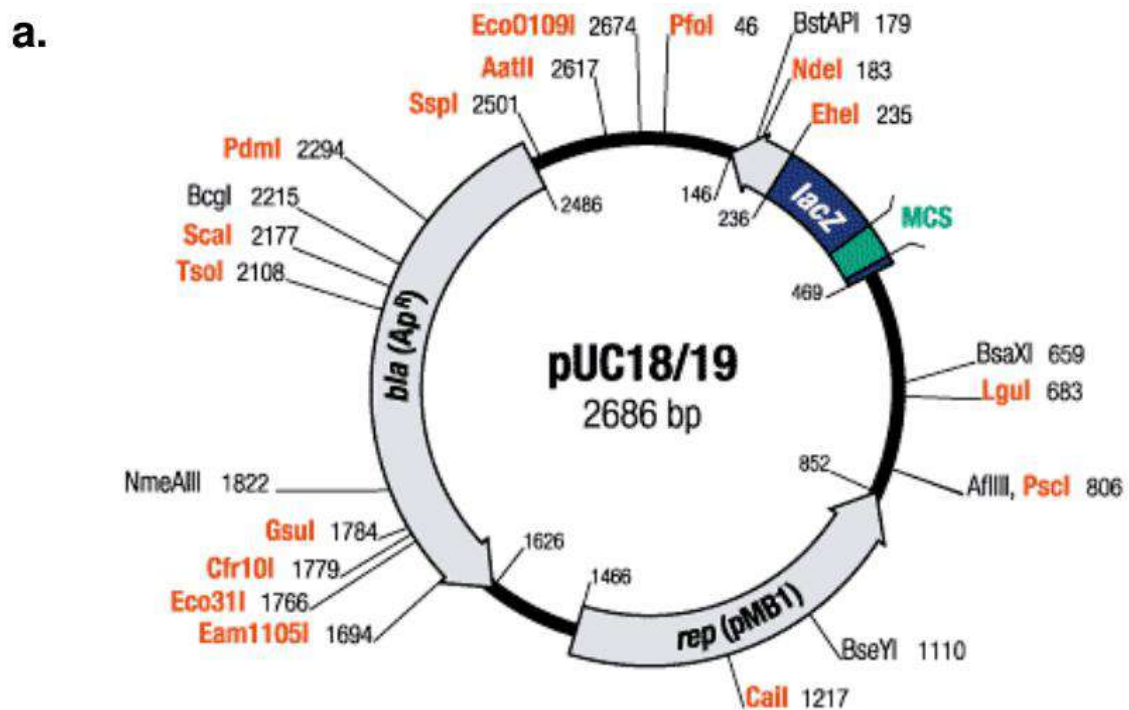 a.
EcoO109I 2674
PfoI 46
BstAPI 179
AatII 2617
NdeI 183
SspI 2501
EheI 235
PdmI 2294
146
2486
236
lacZ
BcgI 2215
MCS
ScaI 2177
TsoI 2108
469
bla (ApR)
pUC18/19
2686 bp
BsaXI 659
LguI 683
852
NmeAIII 1822
AflIII, PscI 806
GsuI 1784
1626
Cfr10I 1779
1466
Eco31I 1766
Eam1105I 1694
rep (pMB1)
BseYI 1110
CaiI 1217